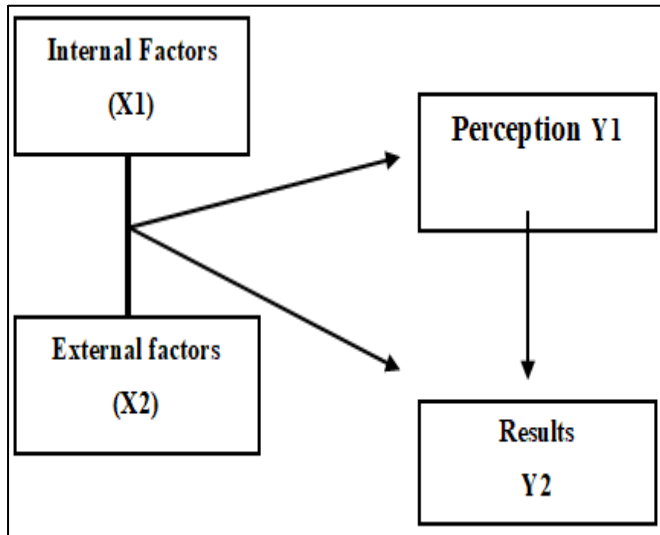 Internal Factors
(X1)
Perception Y1
External factors
(X2)
Results
Y2